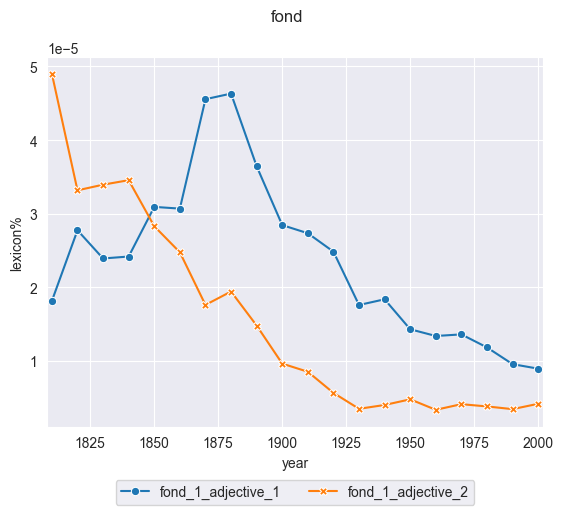 fond
1e−5
5
4
3
2
1
lexicon%
1825 1850 1875 1900 1925 1950 1975 2000
year
fond_1_adjective_1 fond_1_adjective_2